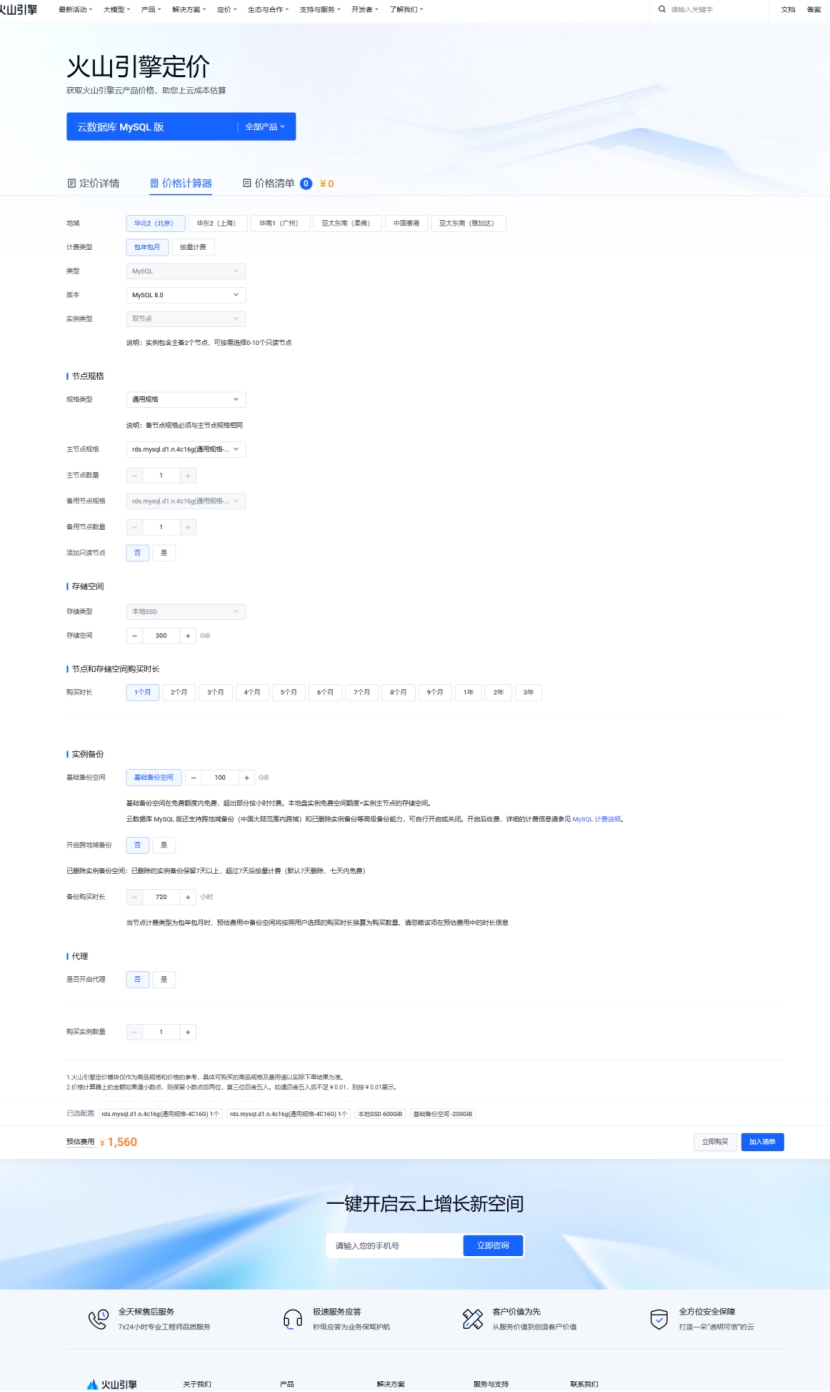 火山引擎 最新活动 大模型 产品 解决方案 定价 生态与合作 支持与服务 开发者 了解我们 请输入关键字 文档 备案
火山引擎定价
获取火山引擎云产品价格，助您上云成本估算
云数据库 MySQL 版 全部产品
定价详情 价格计算器 价格清单 0 ¥0
地域 华北2（北京） 华东2（上海） 华南1（广州） 亚太东南（柔佛） 中国香港 亚太东南（雅加达）
计费类型 包年包月 按量计费
类型 MySQL
版本 MySQL 8.0
实例类型 双节点
说明：实例包含主备2个节点，可按需选择0-10个只读节点
节点规格
规格类型 通用规格
说明：备节点规格必须与主节点规格相同
主节点规格 rds.mysql.d1.n.4c16g(通用规格-...
主节点数量 − 1 +
备用节点规格 rds.mysql.d1.n.4c16g(通用规格-...
备用节点数量 − 1 +
添加只读节点 否 是
存储空间
存储类型 本地SSD
存储空间 − 300 + GiB
节点和存储空间购买时长
购买时长 1个月 2个月 3个月 4个月 5个月 6个月 7个月 8个月 9个月 1年 2年 3年
实例备份
基础备份空间 基础备份空间 − 100 + GiB
基础备份空间在免费额度内免费，超出部分按小时付费。本地盘实例免费空间额度=实例主节点的存储空间。
云数据库 MySQL 版还支持跨地域备份（中国大陆范围内跨域）和已删除实例备份等高级备份能力，可自行开启或关闭。开启后收费，详细的计费信息请参见 MySQL 计费说明。
开启跨地域备份 否 是
已删除实例备份空间：已删除的实例备份保留7天以上，超过7天后按量计费（默认7天删除，七天内免费）
备份购买时长 − 720 + 小时
当节点计费类型为包年包月时，预估费用中备份空间将按照用户选择的购买时长换算为购买数量，请忽略该项在预估费用中的时长信息
代理
是否开启代理 否 是
购买实例数量 − 1 +
1.火山引擎定价模块仅作为商品规格和价格的参考，具体可购买的商品规格及费用请以实际下单结果为准。
2.价格计算器上的金额如果遇小数点，则保留小数点后两位，第三位四舍五入。如遇四舍五入后不足¥0.01，则按¥0.01展示。
已选配置 rds.mysql.d1.n.4c16g(通用规格-4C16G) 1个 rds.mysql.d1.n.4c16g(通用规格-4C16G) 1个 本地SSD 600GiB 基础备份空间 -200GiB
预估费用 ¥ 1,560 立即购买 加入清单
一键开启云上增长新空间
请输入您的手机号 立即咨询
全天候售后服务 极速服务应答 客户价值为先 全方位安全保障
7x24小时专业工程师品质服务 秒级应答为业务保驾护航 从服务价值到创造客户价值 打造一朵“透明可信”的云
火山引擎 关于我们 产品 解决方案 服务与支持 联系我们